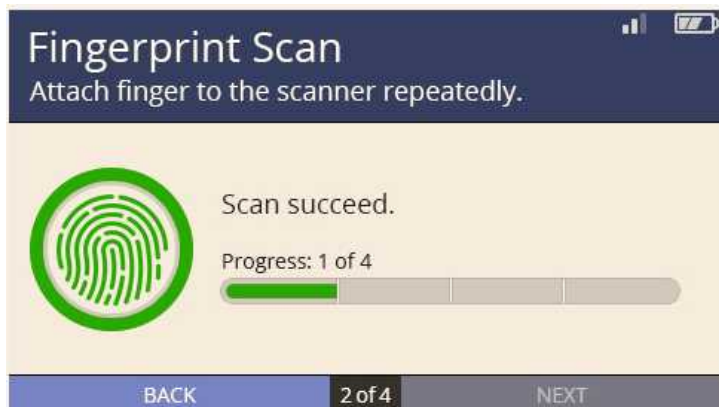 Fingerprint Scan
Attach finger to the scanner repeatedly.
Scan succeed.
Progress: 1 of 4
BACK
2 of 4
NEXT